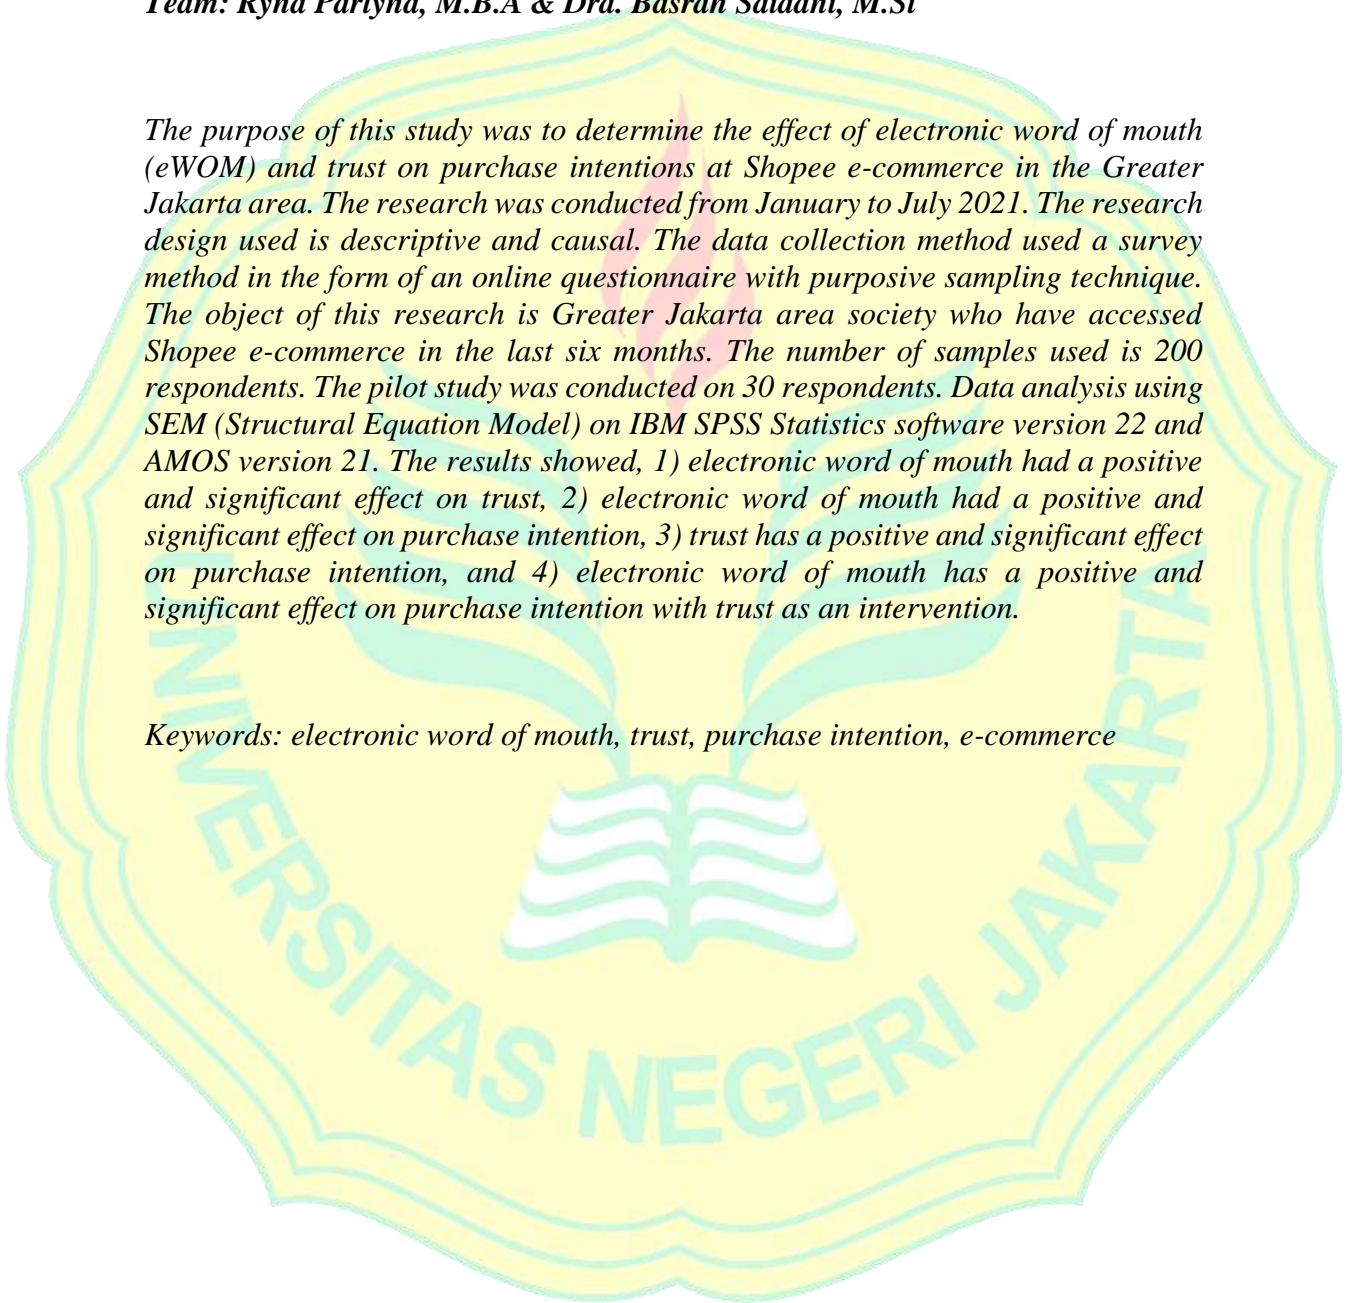 Team: Ryna Parlyna, M.B.A & Dra. Basrah Saidani, M.Si
The purpose of this study was to determine the effect of electronic word of mouth
(eWOM) and trust on purchase intentions at Shopee e-commerce in the Greater
Jakarta area. The research was conducted from January to July 2021. The research
design used is descriptive and causal. The data collection method used a survey
method in the form of an online questionnaire with purposive sampling technique.
The object of this research is Greater Jakarta area society who have accessed
Shopee e-commerce in the last six months. The number of samples used is 200
respondents. The pilot study was conducted on 30 respondents. Data analysis using
SEM (Structural Equation Model) on IBM SPSS Statistics software version 22 and
AMOS version 21. The results showed, 1) electronic word of mouth had a positive
and significant effect on trust, 2) electronic word of mouth had a positive and
significant effect on purchase intention, 3) trust has a positive and significant effect
on purchase intention, and 4) electronic word of mouth has a positive and
significant effect on purchase intention with trust as an intervention.
Keywords: electronic word of mouth, trust, purchase intention, e-commerce
UNIVERSITAS NEGERI JAKARTA